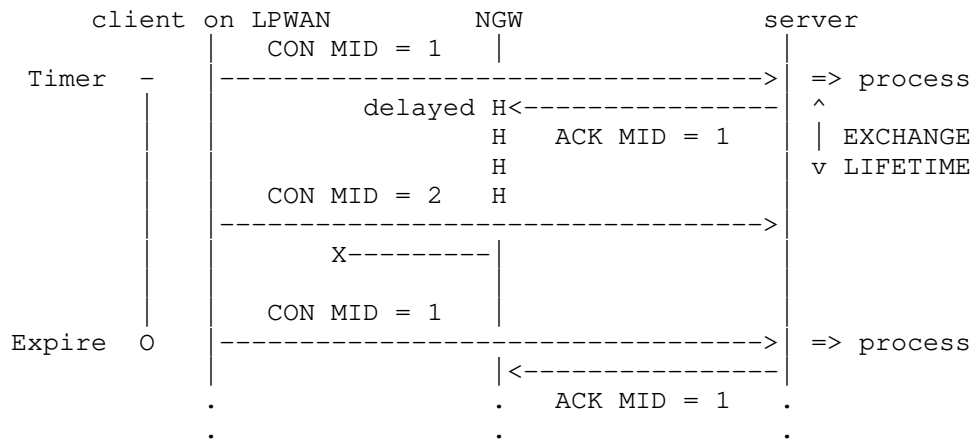 client on LPWAN NGW server
CON MID = 1
Timer => process
delayed H ^
H ACK MID = 1 EXCHANGE
H v LIFETIME
CON MID = 2 H
X
CON MID = 1
Expire O => process
ACK MID = 1
. . .
. . .